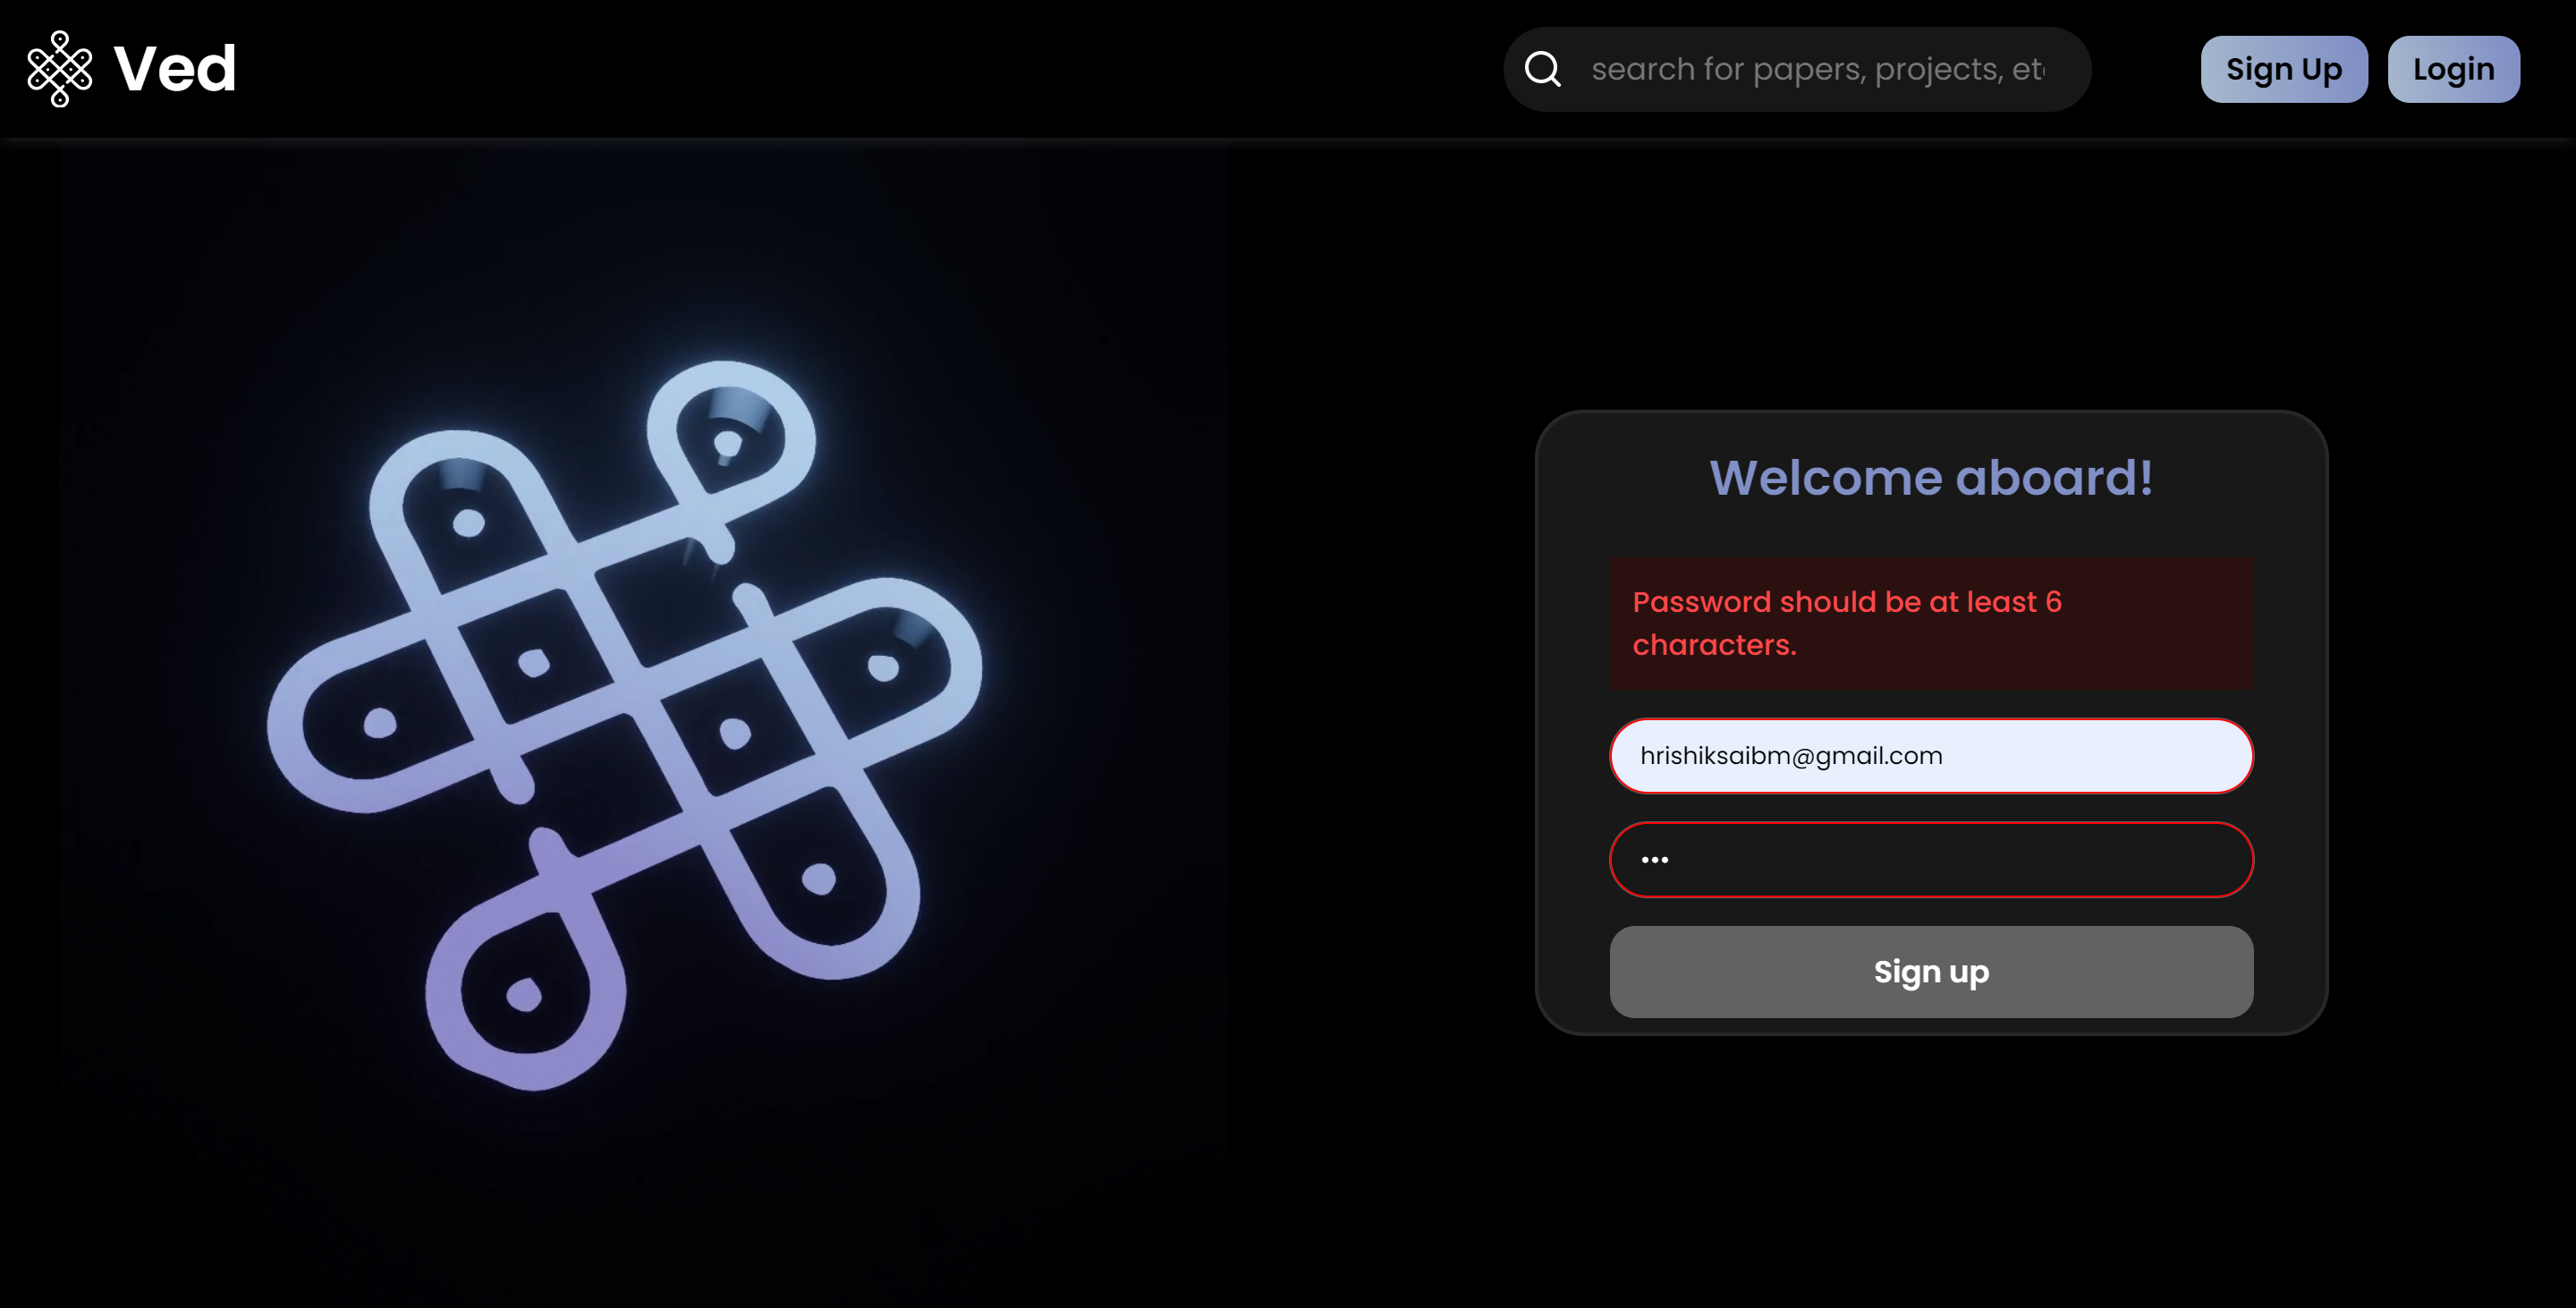 Ved
search for papers, projects, etc
Sign Up
Login
Welcome aboard!
Password should be at least 6
characters.
hrishiksaibm@gmail.com
•••
Sign up